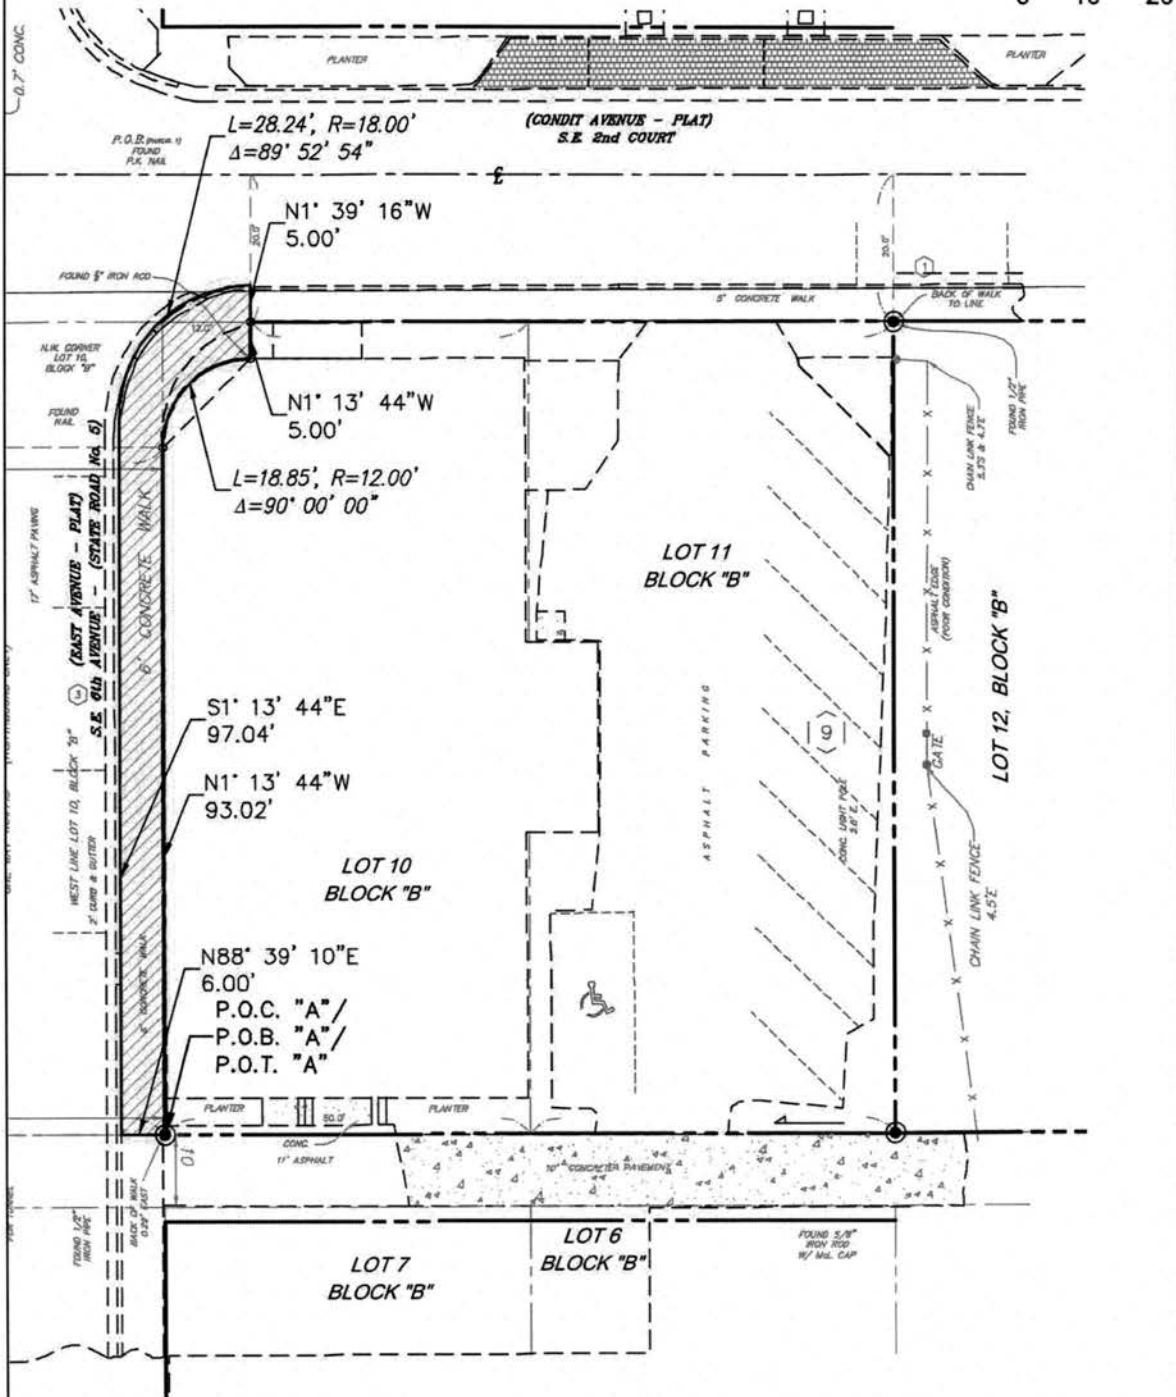 0.7' CONC.
PLANTER
PLANTER
(CONDIT AVENUE - PLAT)
S.E. 2nd COURT
L=28.24', R=18.00'
Δ=89° 52' 54"
P.O.B. (PARCEL 1)
FOUND
P.K. NAIL
℄
N1° 39' 16"W
5.00'
20.0'
20.0'
FOUND 5/8" IRON ROD
1
5' CONCRETE WALK
BACK OF WALK
TO LINE
12.0'
N.W. CORNER
LOT 10,
BLOCK "B"
FOUND
NAIL
N1° 13' 44"W
5.00'
FOUND 1/2"
IRON PIPE
CHAIN LINK FENCE
L=18.85', R=12.00'
Δ=90° 00' 00"
17' ASPHALT PAVING
(EAST AVENUE - PLAT)
S.E. 6th AVENUE - (STATE ROAD No. 5)
3
6' CONCRETE WALK
LOT 11
BLOCK "B"
ASPHALT EDGE
(POOR CONDITION)
LOT 12, BLOCK "B"
S1° 13' 44"E
97.04'
N1° 13' 44"W
93.02'
WEST LINE LOT 10, BLOCK "B"
2' CURB & GUTTER
ASPHALT PARKING
CONC. LIGHT POLE
GATE
CHAIN LINK FENCE
4.5'E
LOT 10
BLOCK "B"
N88° 39' 10"E
6.00'
P.O.C. "A"/
P.O.B. "A"/
P.O.T. "A"
CONCRETE WALK
PLANTER
PLANTER
50.0'
CONC.
11' ASPHALT
10' CONCRETE PAVEMENT
10
BACK OF WALK
0.29' EAST
FOUND 1/2"
IRON PIPE
LOT 7
BLOCK "B"
LOT 6
BLOCK "B"
FOUND 5/8"
IRON ROD
W/ McL CAP